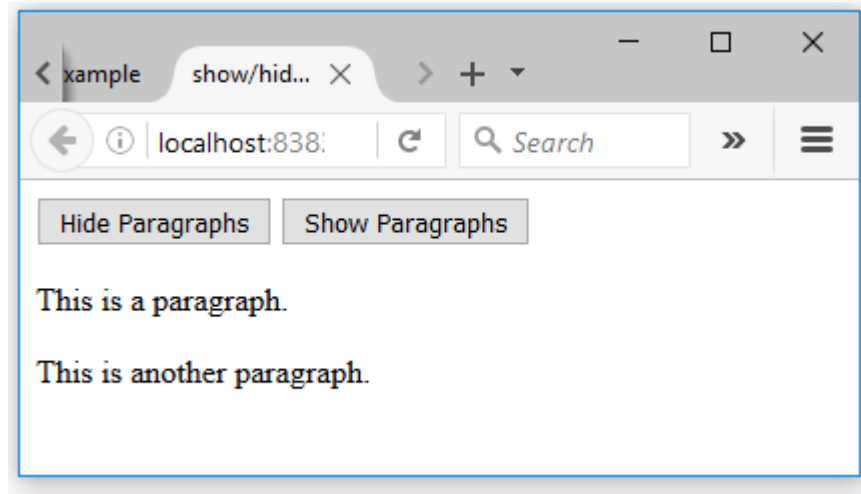 xample show/hid...
localhost:838 Search
Hide Paragraphs Show Paragraphs
This is a paragraph.
This is another paragraph.